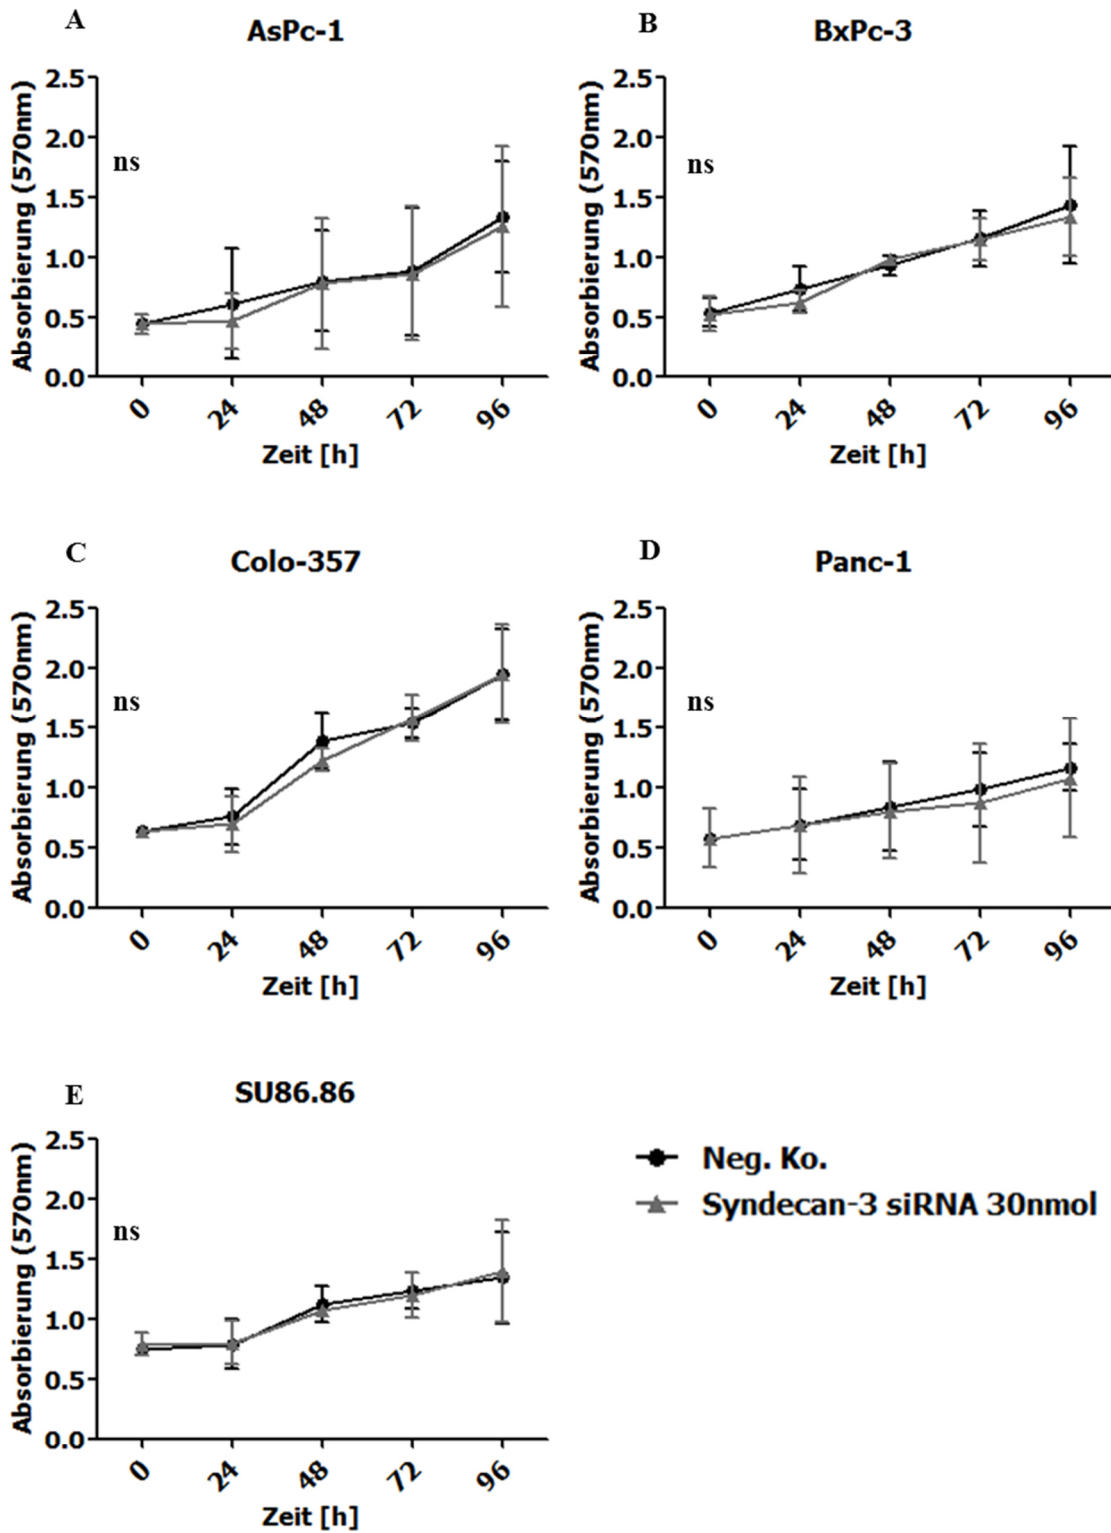 A
AsPc-1
Absorbierung (570nm)
2.5
2.0
1.5
1.0
0.5
0.0
ns
0 24 48 72 96
Zeit [h]
B
BxPc-3
Absorbierung (570nm)
2.5
2.0
1.5
1.0
0.5
0.0
ns
0 24 48 72 96
Zeit [h]
C
Colo-357
Absorbierung (570nm)
2.5
2.0
1.5
1.0
0.5
0.0
ns
0 24 48 72 96
Zeit [h]
D
Panc-1
Absorbierung (570nm)
2.5
2.0
1.5
1.0
0.5
0.0
ns
0 24 48 72 96
Zeit [h]
E
SU86.86
Absorbierung (570nm)
2.5
2.0
1.5
1.0
0.5
0.0
ns
0 24 48 72 96
Zeit [h]
Neg. Ko.
Syndecan-3 siRNA 30nmol